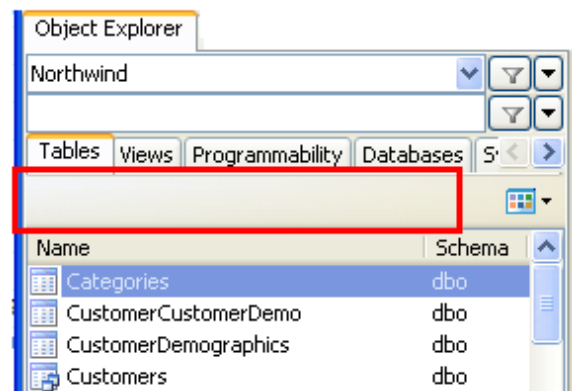 Object Explorer
Northwind
Tables Views Programmability Databases
Name Schema
Categories dbo
CustomerCustomerDemo dbo
CustomerDemographics dbo
Customers dbo